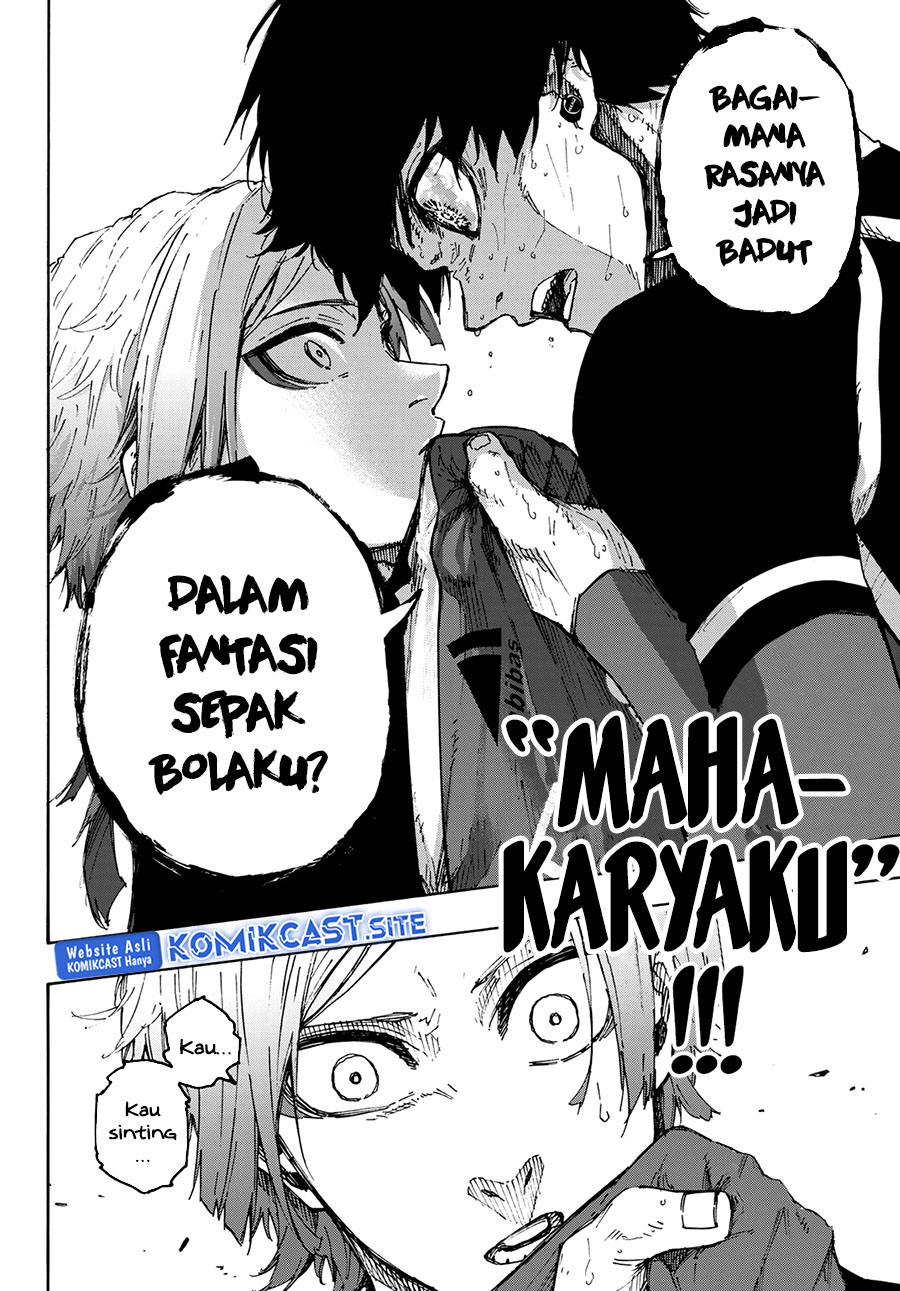 BAGAI-
MANA
RASANYA
JADI
BADUT
DALAM
FANTASI
SEPAK
BOLAKU?
bibas
“MAHA-
KARYAKU”
!!!
Website Asli
KOMIKCAST Hanya
KOMIKCAST.SITE
Kau...
Kau
sinting
...